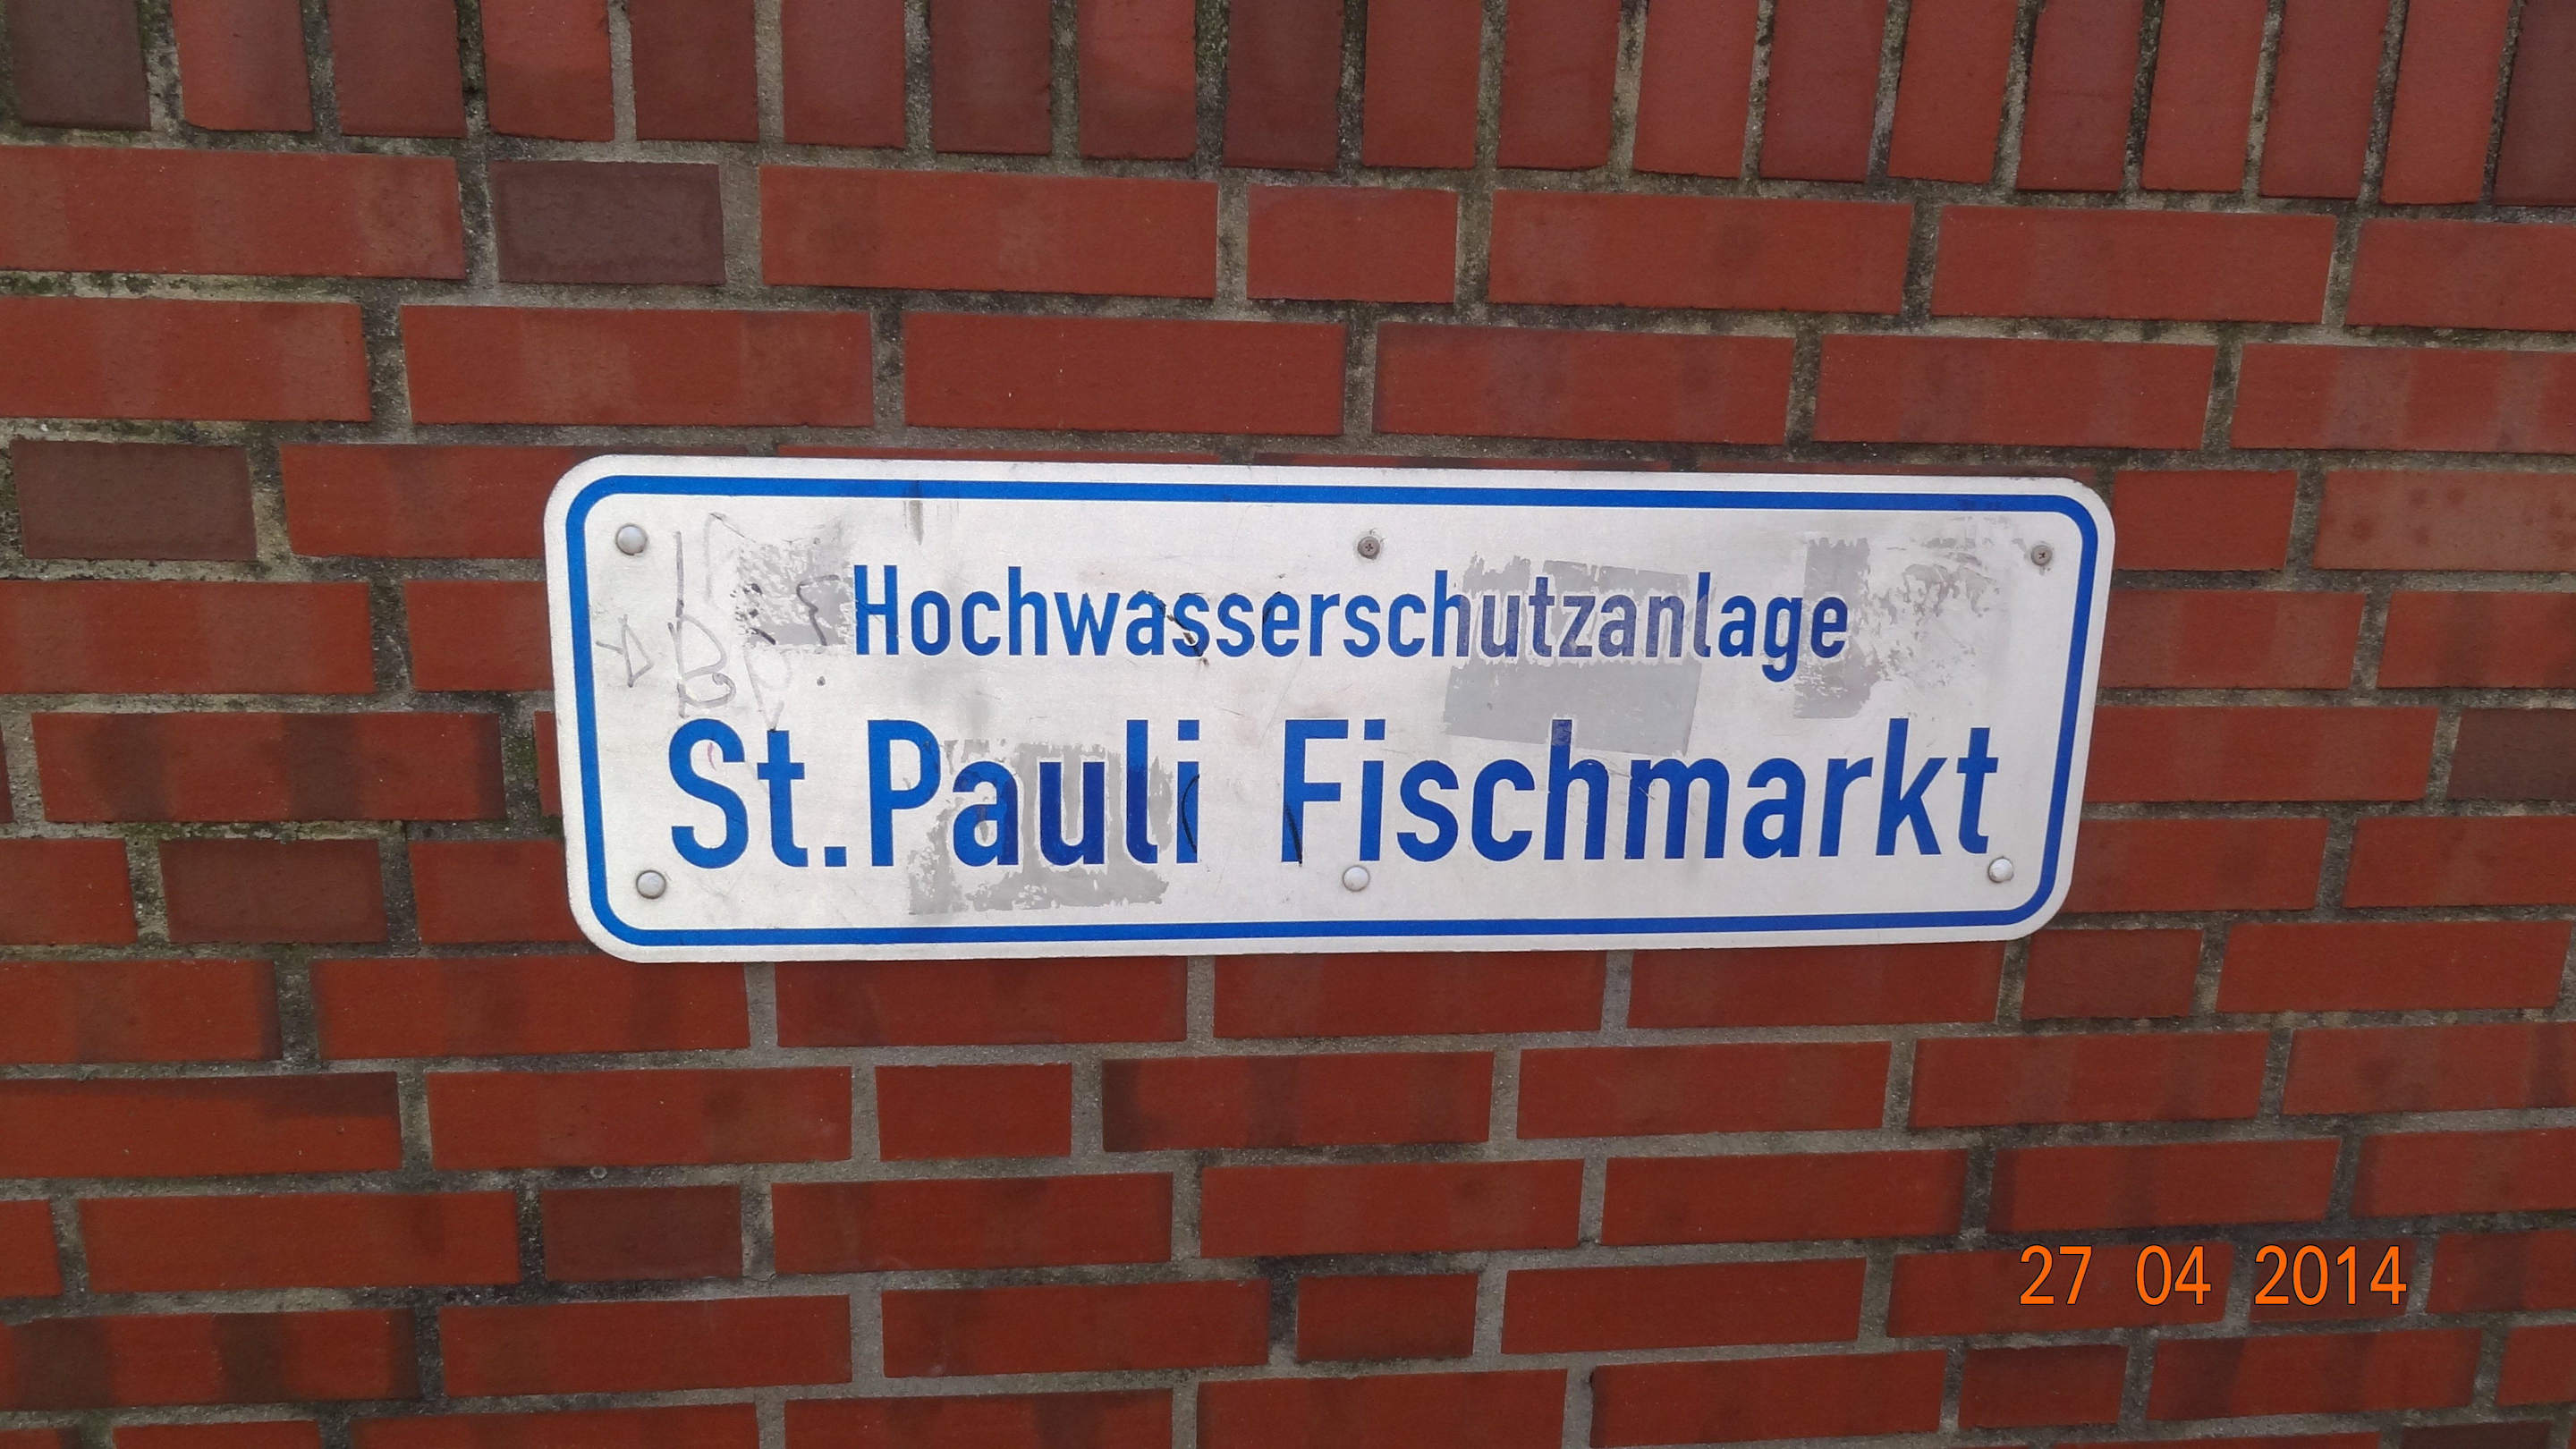 Hochwasserschutzanlage
St. Pauli Fischmarkt
27 04 2014